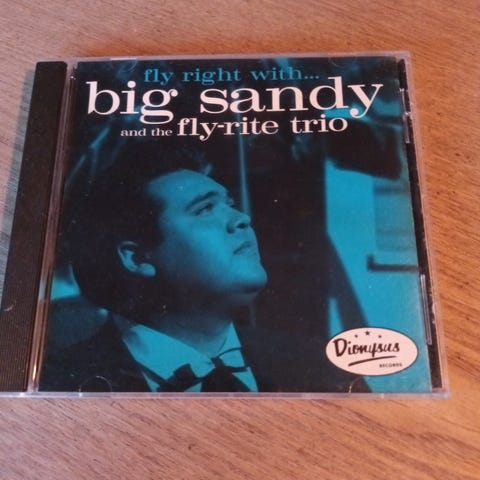 fly right with...
big sandy
and the fly-rite trio
Dionysus
RECORDS